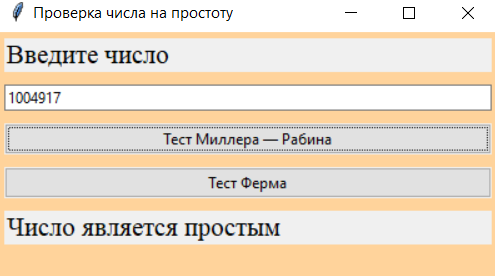 Проверка числа на простоту
Введите число
1004917
Тест Миллера — Рабина
Тест Ферма
Число является простым